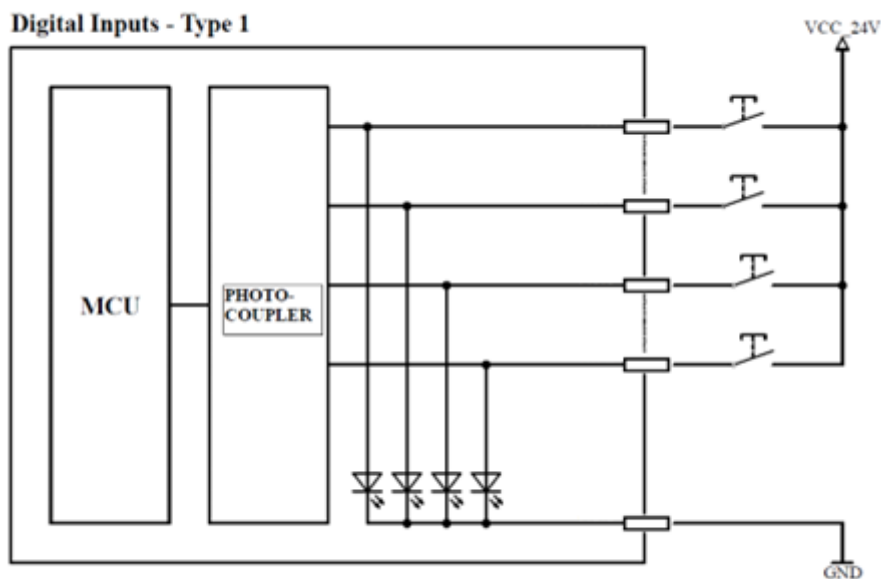 Digital Inputs - Type 1
VCC_24V
MCU
PHOTO-
COUPLER
GND